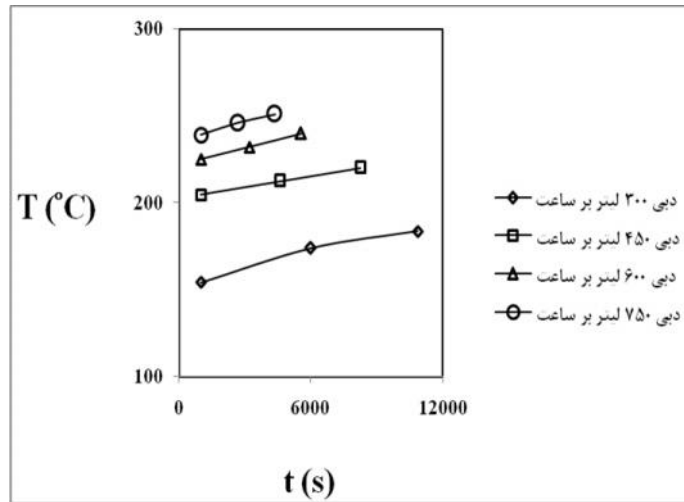 300
200
100
T (°C)
0
6000
12000
t (s)
دبی ۳۰۰ لیتر بر ساعت
دبی ۴۵۰ لیتر بر ساعت
دبی ۶۰۰ لیتر بر ساعت
دبی ۷۵۰ لیتر بر ساعت